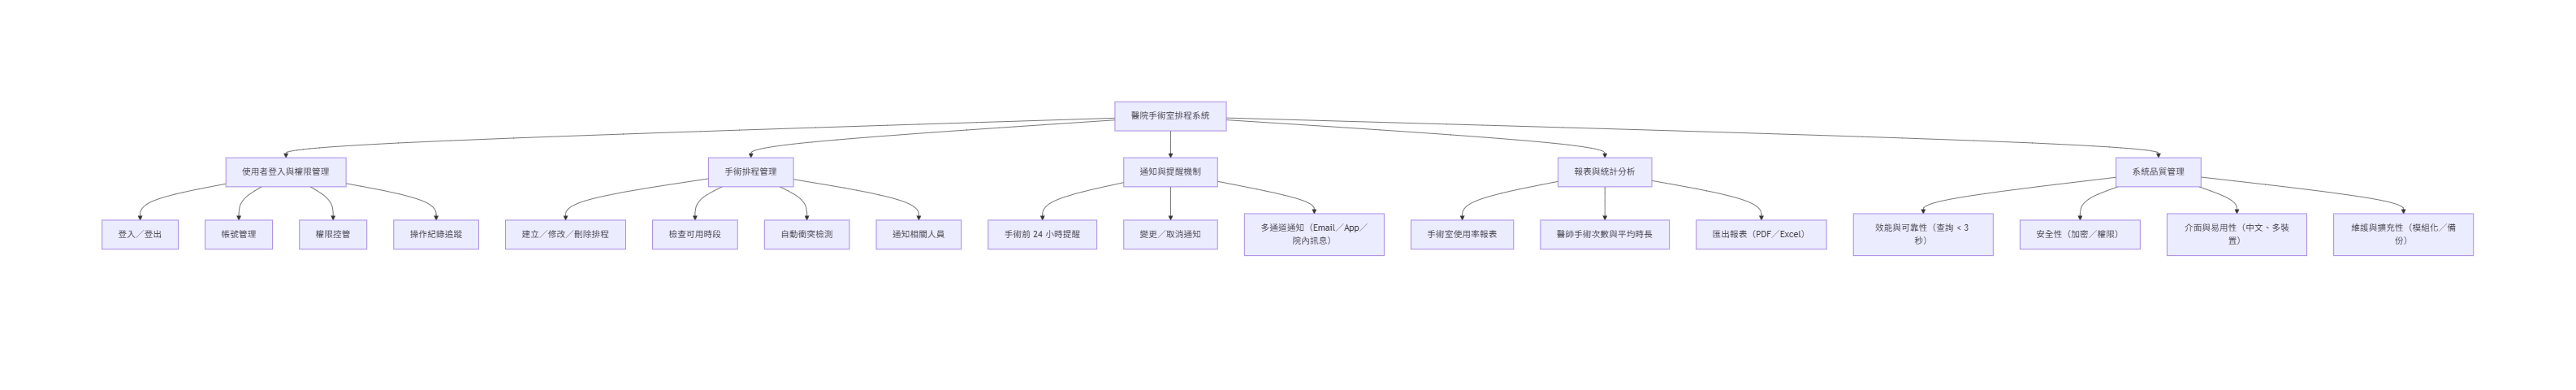 醫院手術室排程系統
使用者登入與權限管理
手術排程管理
通知與提醒機制
報表與統計分析
系統品質管理
登入／登出
帳號管理
權限控管
操作紀錄追蹤
建立／修改／刪除排程
檢查可用時段
自動衝突檢測
通知相關人員
手術前 24 小時提醒
變更／取消通知
多通道通知（Email／App／
院內訊息）
手術室使用率報表
醫師手術次數與平均時長
匯出報表（PDF／Excel）
效能與可靠性（查詢 < 3
秒）
安全性（加密／權限）
介面與易用性（中文、多裝
置）
維護與擴充性（模組化／備
份）